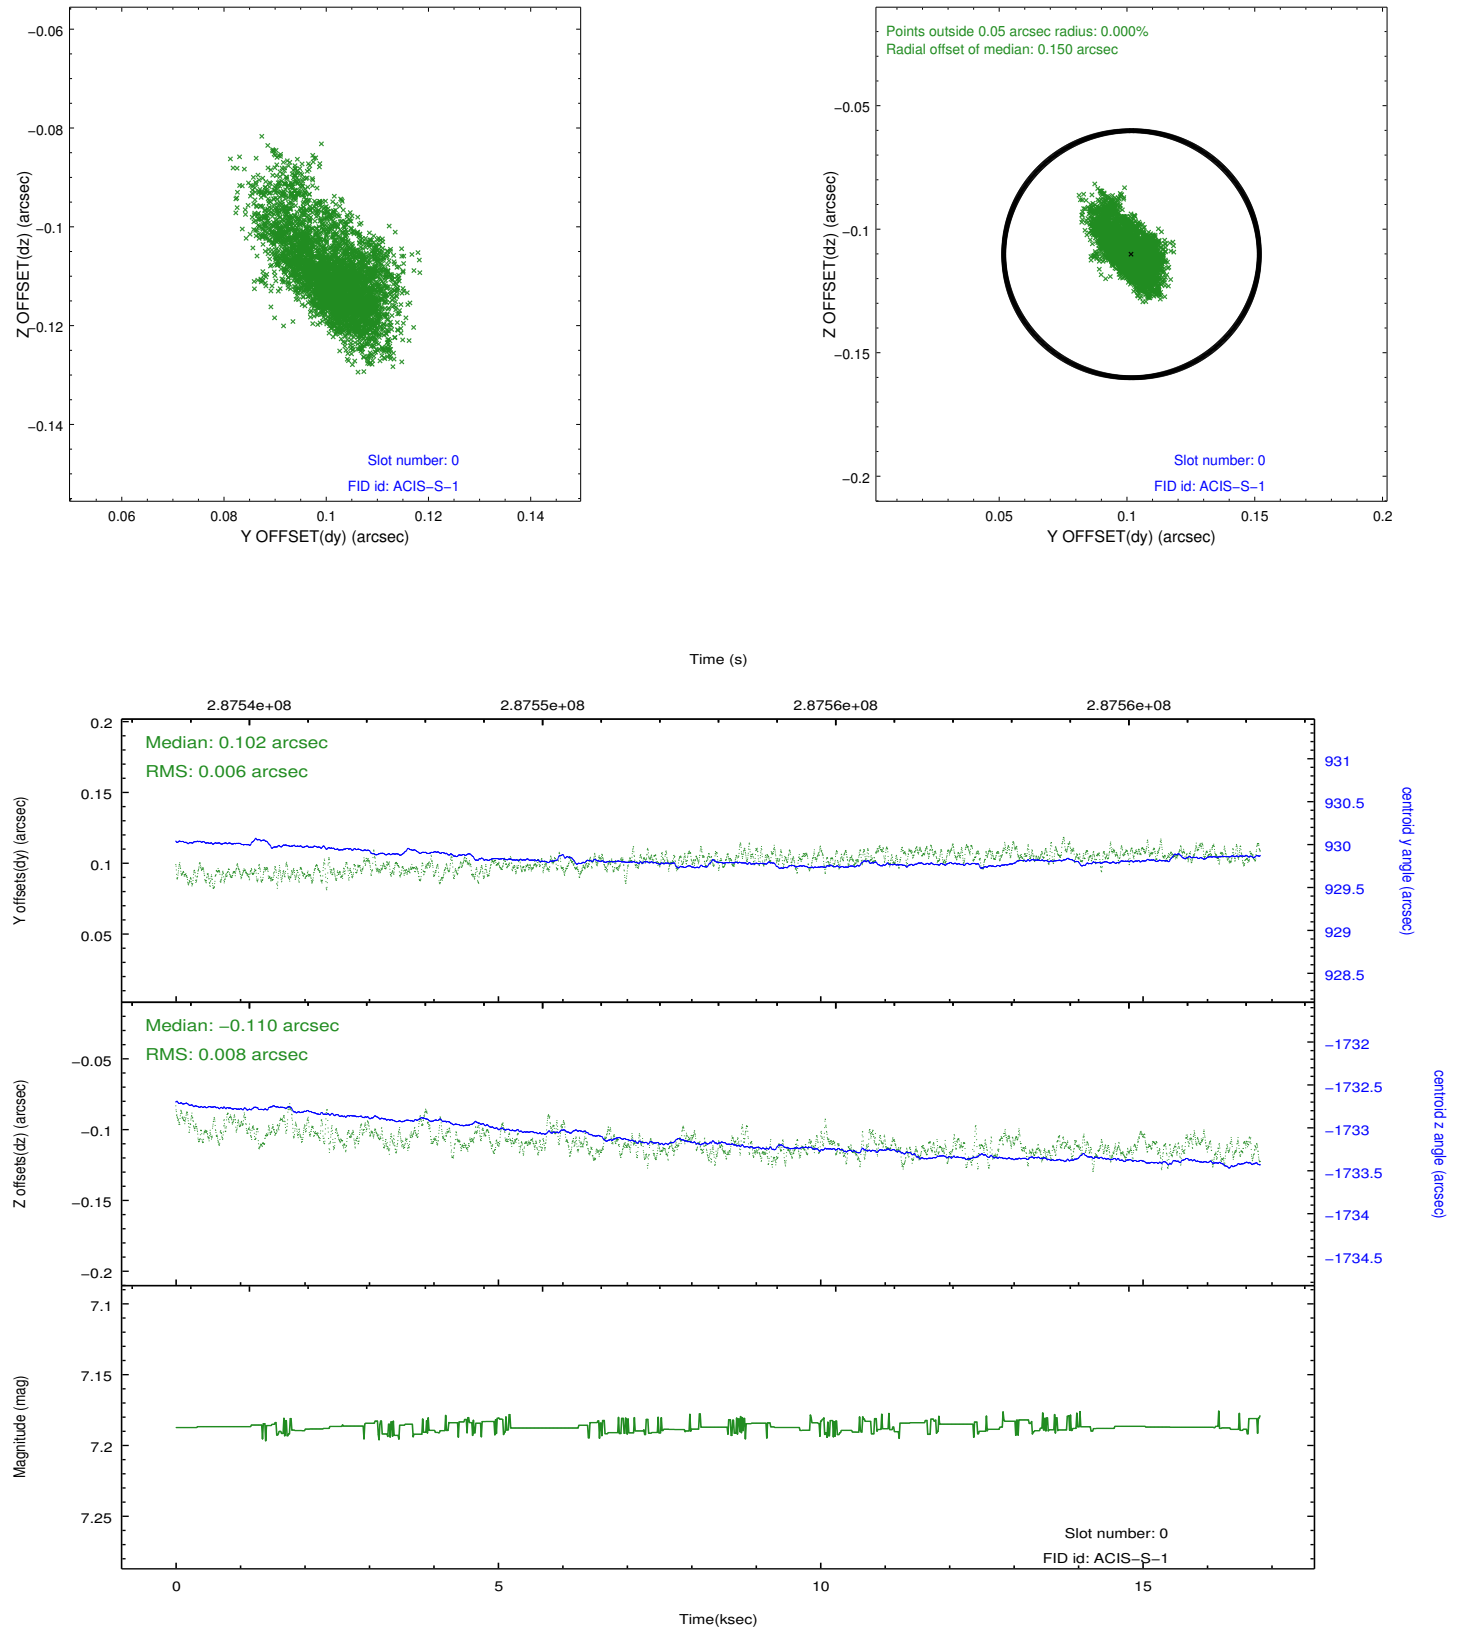 −0.06
−0.08
−0.1
−0.12
−0.14
Z OFFSET(dz) (arcsec)
Slot number: 0
FID id: ACIS−S−1
0.06 0.08 0.1 0.12 0.14
Y OFFSET(dy) (arcsec)
Points outside 0.05 arcsec radius: 0.000%
Radial offset of median: 0.150 arcsec
−0.05
−0.1
−0.15
−0.2
Z OFFSET(dz) (arcsec)
Slot number: 0
FID id: ACIS−S−1
0.05 0.1 0.15 0.2
Y OFFSET(dy) (arcsec)
Time (s)
2.8754e+08 2.8755e+08 2.8756e+08 2.8756e+08
Median: 0.102 arcsec
RMS: 0.006 arcsec
0.2
0.15
0.1
0.05
Y offsets(dy) (arcsec)
931
930.5
930
929.5
929
928.5
centroid y angle (arcsec)
Median: −0.110 arcsec
RMS: 0.008 arcsec
−0.05
−0.1
−0.15
−0.2
Z offsets(dz) (arcsec)
−1732
−1732.5
−1733
−1733.5
−1734
−1734.5
centroid z angle (arcsec)
7.1
7.15
7.2
7.25
Magnitude (mag)
Slot number: 0
FID id: ACIS−S−1
0 5 10 15
Time(ksec)